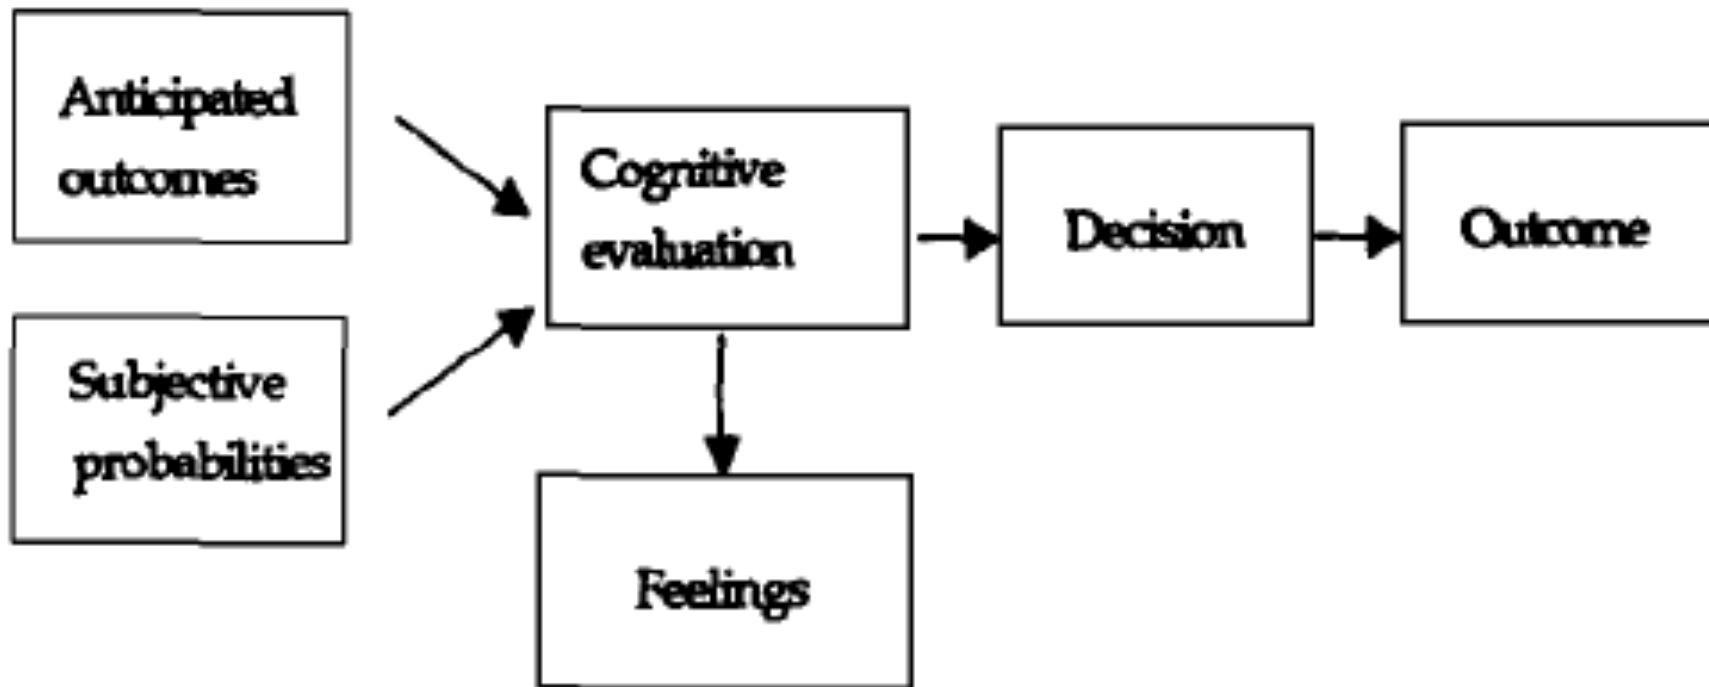 Anticipated
outcomes
Subjective
probabilities
Cognitive
evaluation
Feelings
Decision
Outcome